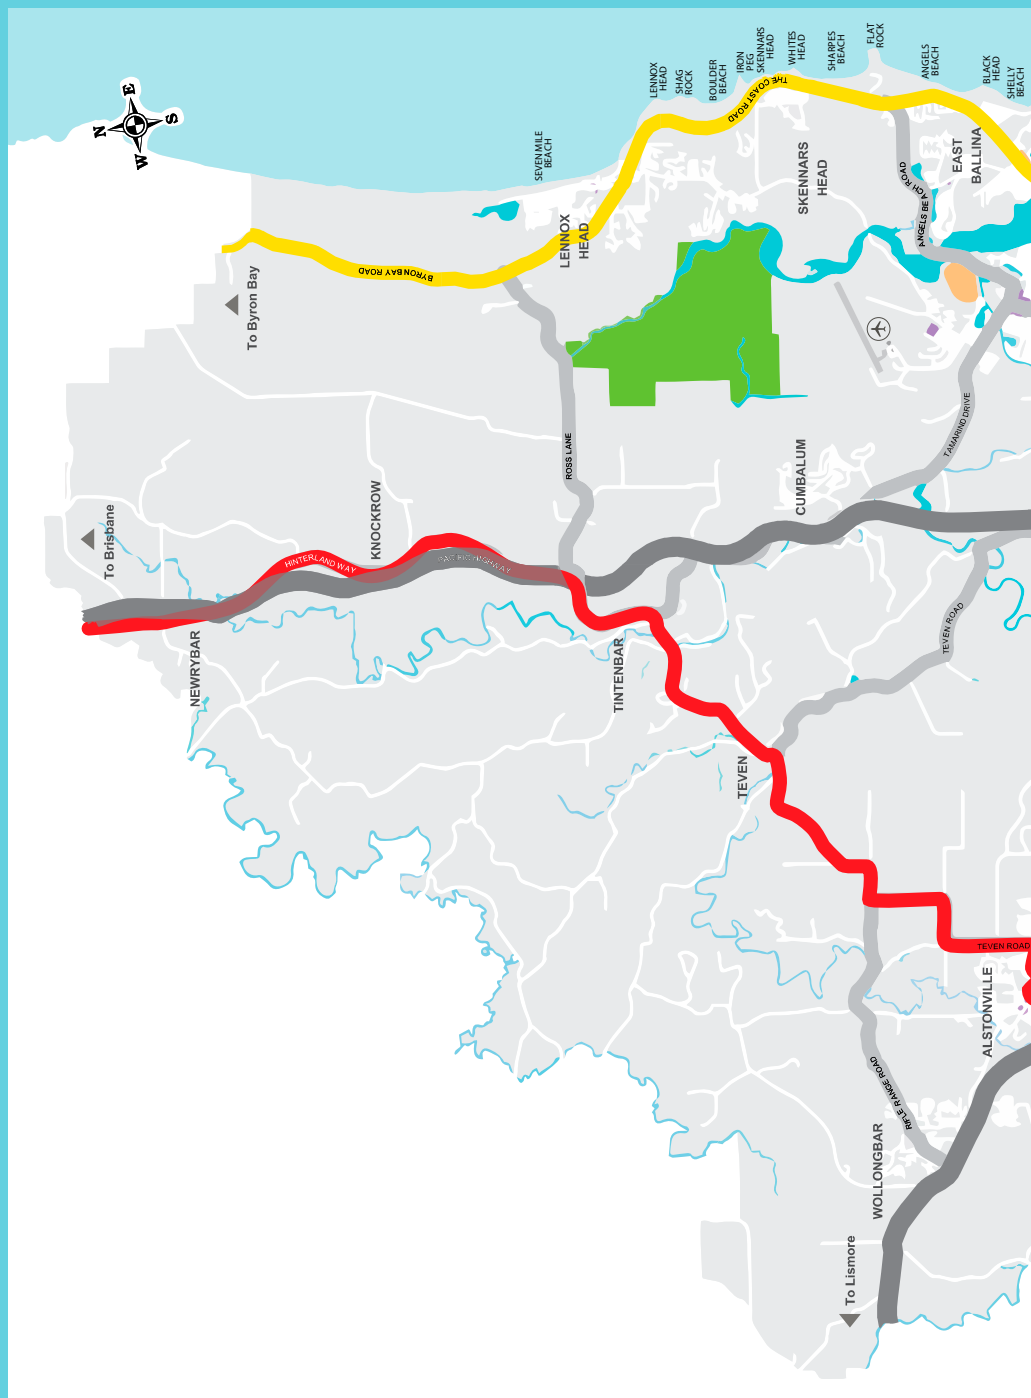 N
E
S
W
SEVEN MILE
BEACH
LENNOX
HEAD
SHAG
ROCK
BOULDER
BEACH
IRON
PEG
SKENNARS
HEAD
WHITES
HEAD
SHARPES
BEACH
FLAT
ROCK
ANGELS
BEACH
BLACK
HEAD
SHELLY
BEACH
THE COAST ROAD
SKENNARS
HEAD
EAST
BALLINA
ANGELS BEACH ROAD
LENNOX
HEAD
BYRON BAY ROAD
To Byron Bay
ROSS LANE
TAMARIND DRIVE
CUMBALUM
KNOCKROW
To Brisbane
HINTERLAND WAY
PACIFIC HIGHWAY
NEWRYBAR
TINTENBAR
TEVEN ROAD
TEVEN
TEVEN ROAD
ALSTONVILLE
RIFLE RANGE ROAD
WOLLONGBAR
To Lismore